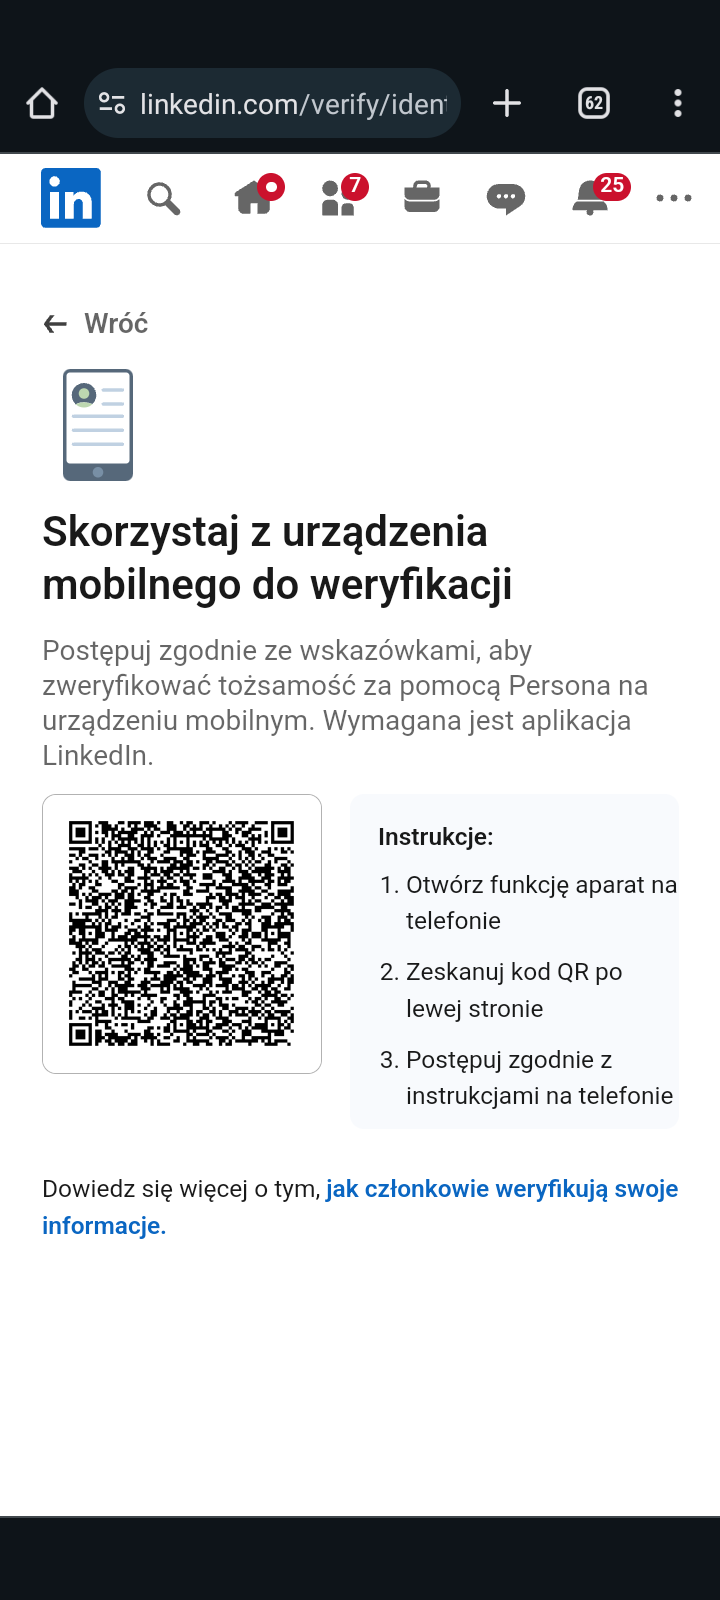 linkedin.com/verify/iden
62
in
7
25
Wróć
Skorzystaj z urządzenia
mobilnego do weryfikacji
Postępuj zgodnie ze wskazówkami, aby
zweryfikować tożsamość za pomocą Persona na
urządzeniu mobilnym. Wymagana jest aplikacja
LinkedIn.
Instrukcje:
1. Otwórz funkcję aparat na
telefonie
2. Zeskanuj kod QR po
lewej stronie
3. Postępuj zgodnie z
instrukcjami na telefonie
Dowiedz się więcej o tym, jak członkowie weryfikują swoje
informacje.